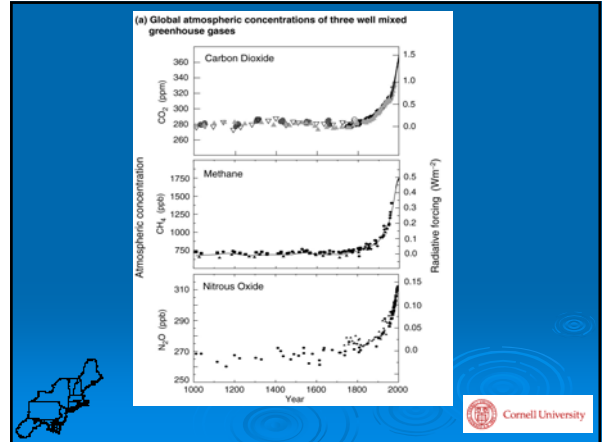 (a) Global atmospheric concentrations of three well mixed
greenhouse gases
Carbon Dioxide
360
340
320
300
280
260
CO₂ (ppm)
1.5
1.0
0.5
0.0
Methane
1750
1500
1250
1000
750
CH₄ (ppb)
0.5
0.4
0.3
0.2
0.1
0.0
Atmospheric concentration
Radiative forcing (Wm⁻²)
Nitrous Oxide
310
290
270
250
N₂O (ppb)
0.15
0.10
0.05
0.0
1000
1200
1400
1600
1800
2000
Year
Cornell University